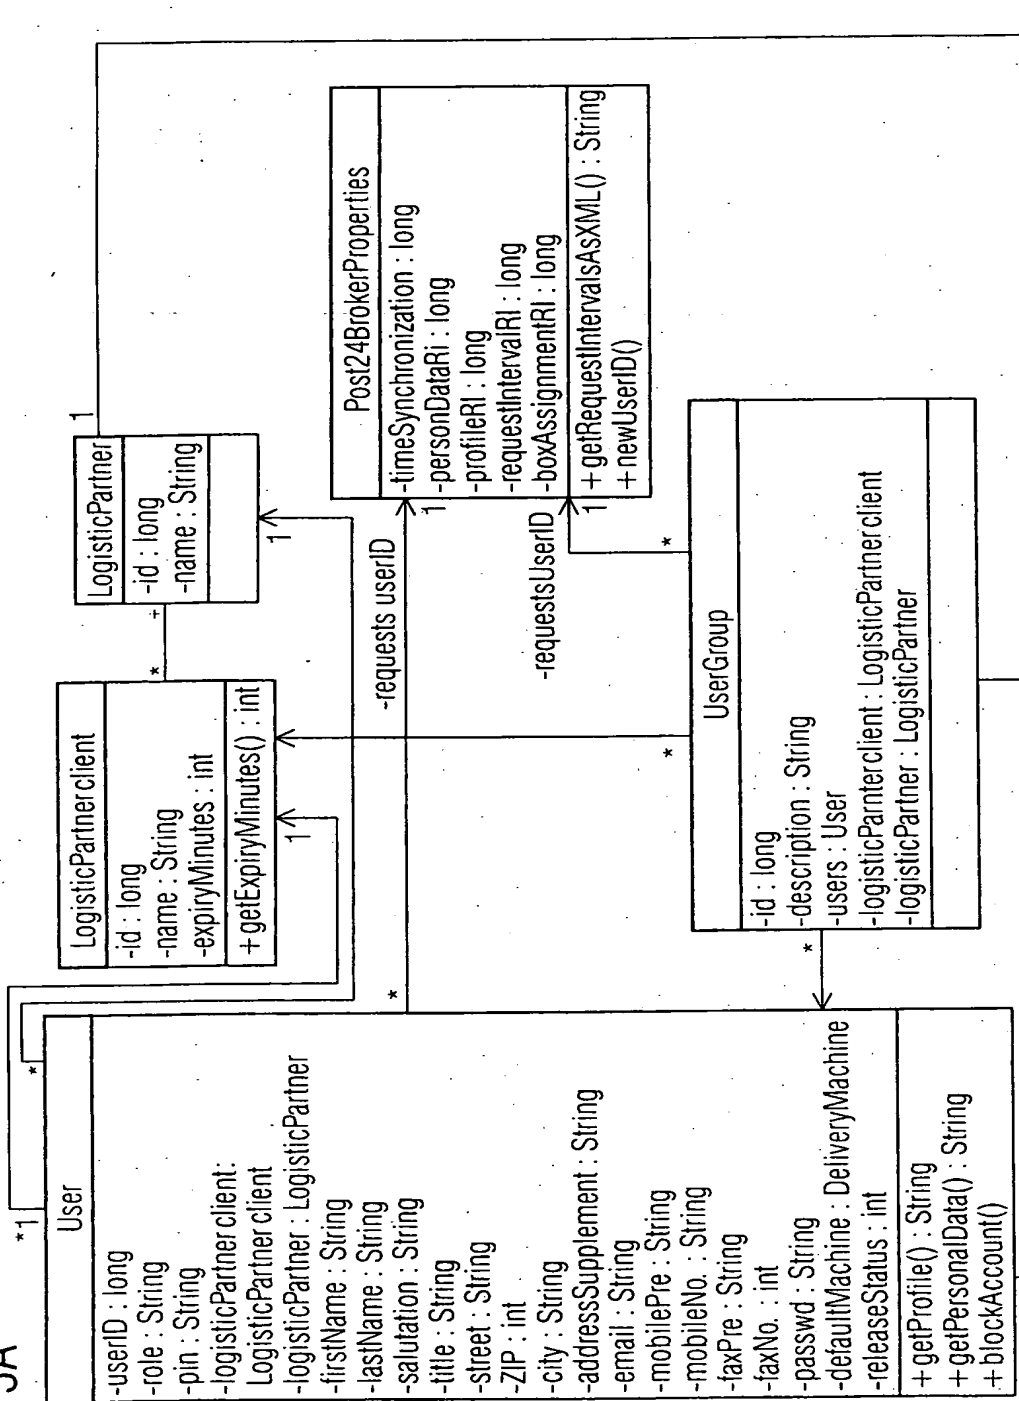 5A
*1
User
-userID : long
-role : String
-pin : String
-logisticPartner client:
LogisticPartner client
-logisticPartner : LogisticPartner
-firstName : String
-lastName : String
-salutation : String
-title : String
-street : Street
-ZIP : int
-city : String
-addressSupplement : String
-email : String
-mobilePre : String
-mobileNo. : String
-faxPre : String
-faxNo. : int
-passwd : String
-defaultMachine : DeliveryMachine
-releaseStatus : int
+ getProfile() : String
+ getPersonalData() : String
+ blockAccount()
*1
LogisticPartner client
-id : long
-name : String
-expiryMinutes : int
+ getExpiryMinutes() : int
1
*
+
LogisticPartner
-id : long
-name : String
1
1
*
-requests userID
1
Post24BrokerProperties
-timeSynchronization : long
-personDataRi : long
-profileRI : long
-requestIntervalRI : long
-boxAssignmentRI : long
+ getRequestIntervalsAsXML() : String
+ newUserID()
1
-requestsUserID
*
*
*
UserGroup
-id : long
-description : String
-users : User
-logisticParnterclient : LogisticPartner client
-logisticPartner : LogisticPartner